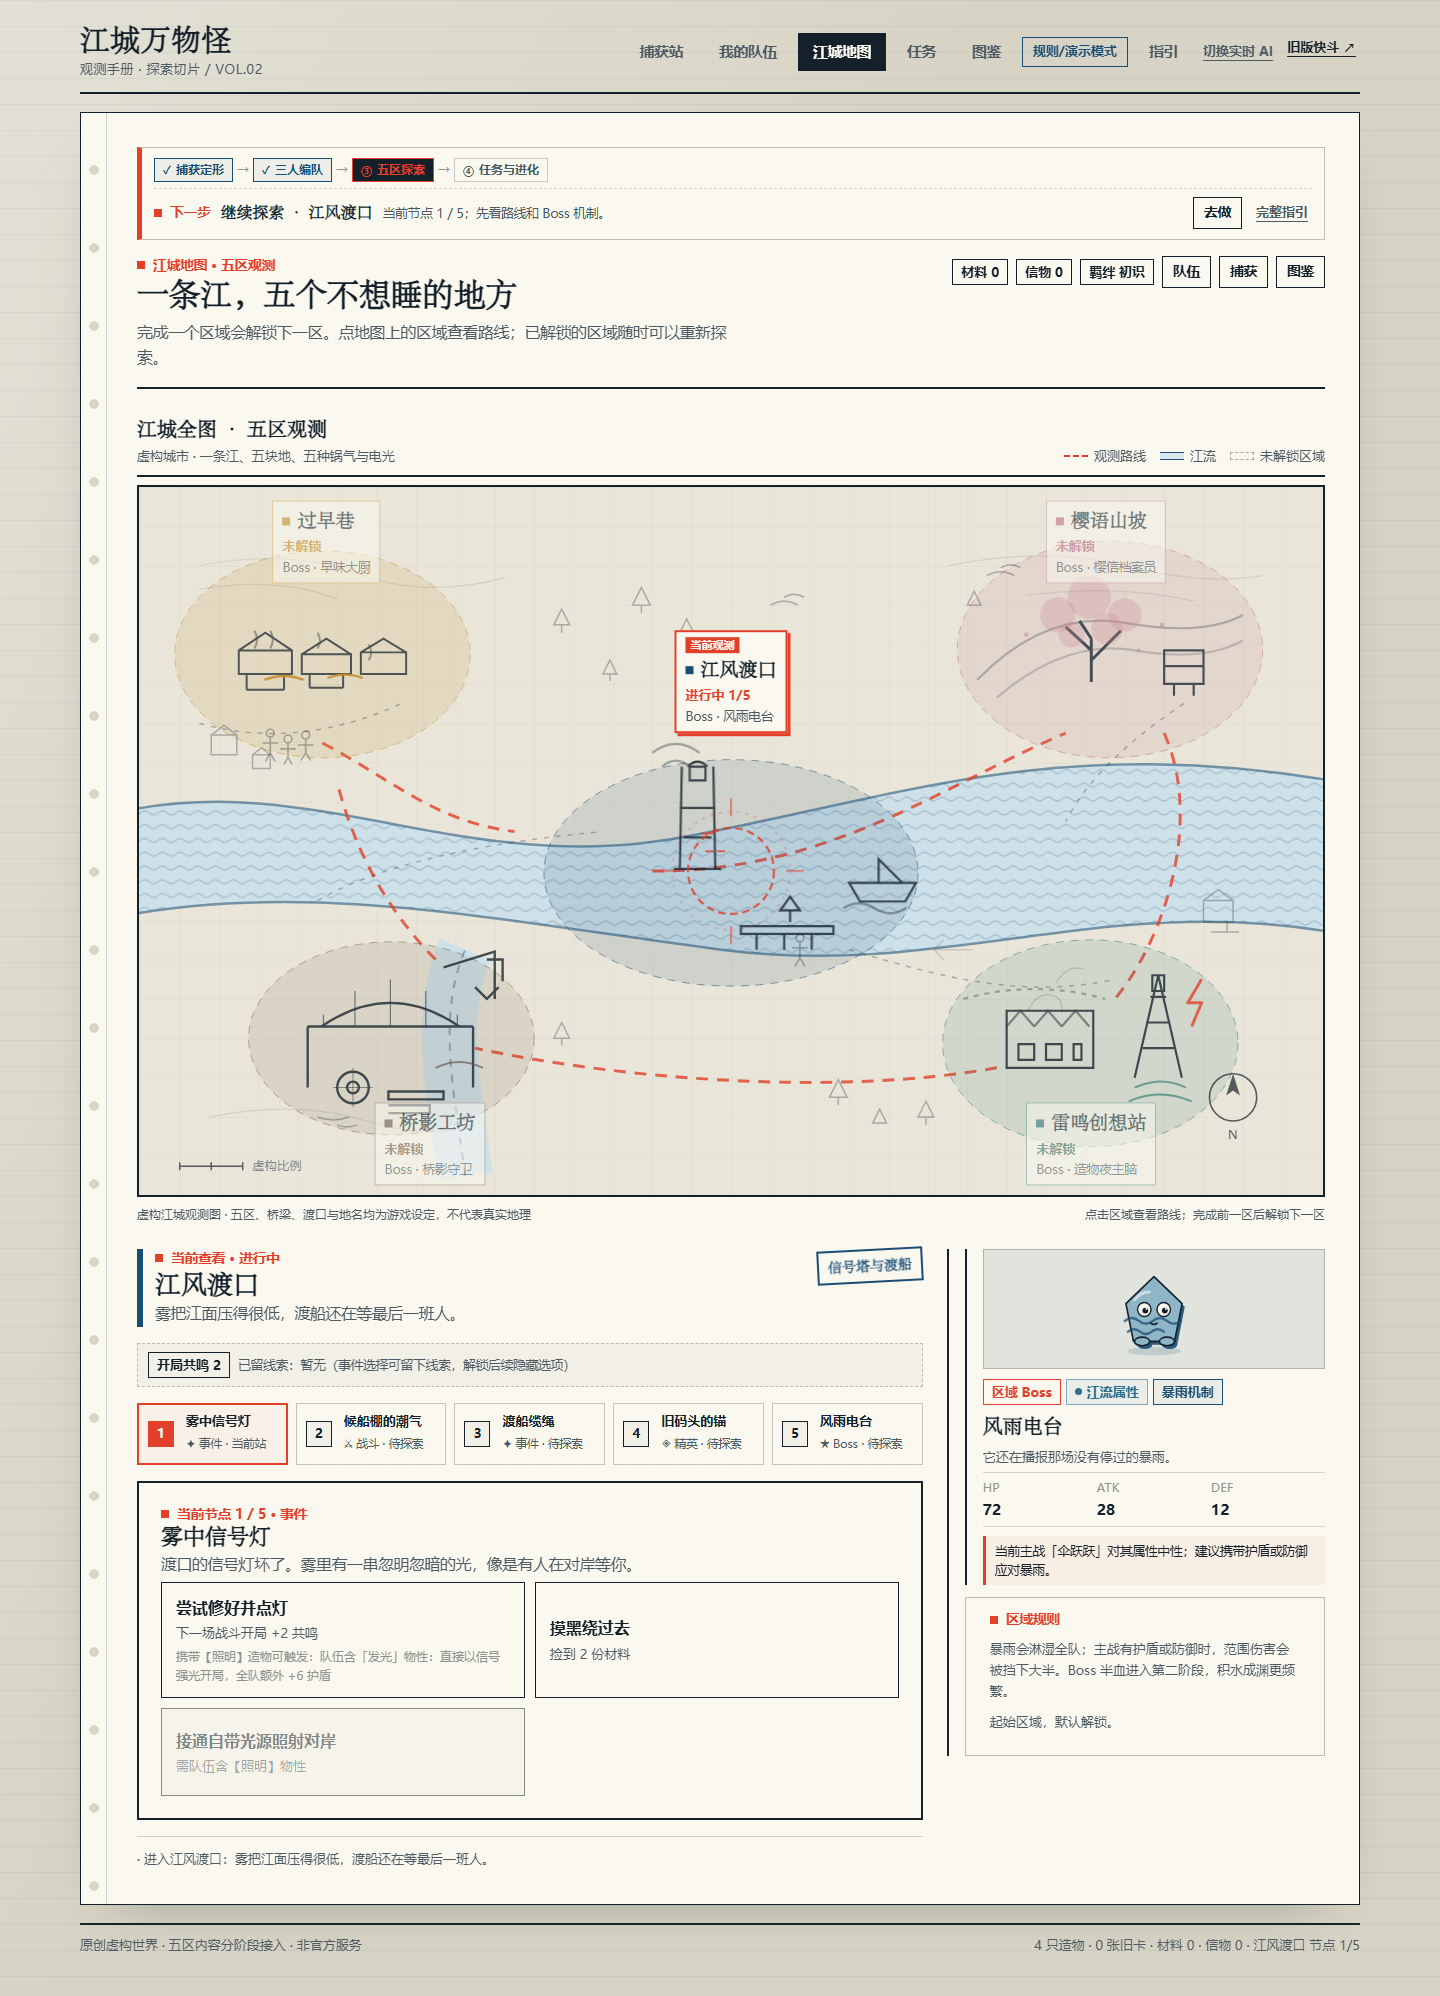 江城万物怪
观测手册 · 探索切片 / VOL.02
捕获站
我的队伍
江城地图
任务
图鉴
规则/演示模式
指引
切换实时 AI
旧版快斗 ↗
✓ 捕获定形 → ✓ 三人编队 → ③ 五区探索 → ④ 任务与进化
下一步 继续探索 · 江风渡口 当前节点 1 / 5；先看路线和 Boss 机制。
去做
完整指引
江城地图 • 五区观测
一条江，五个不想睡的地方
完成一个区域会解锁下一区。点地图上的区域查看路线；已解锁的区域随时可以重新探
索。
材料 0
信物 0
羁绊 初识
队伍
捕获
图鉴
江城全图 · 五区观测
虚构城市 · 一条江、五块地、五种锅气与电光
观测路线
江流
未解锁区域
过早巷
未解锁
Boss · 早味大厨
樱语山坡
未解锁
Boss · 樱信档案员
当前观测
江风渡口
进行中 1/5
Boss · 风雨电台
桥影工坊
未解锁
Boss · 桥影守卫
雷鸣创想站
未解锁
Boss · 造物夜主脑
N
虚构比例
虚构江城观测图 · 五区、桥梁、渡口与地名均为游戏设定，不代表真实地理
点击区域查看路线；完成前一区后解锁下一区
当前查看 • 进行中
江风渡口
雾把江面压得很低，渡船还在等最后一班人。
信号塔与渡船
开局共鸣 2
已留线索：暂无（事件选择可留下线索，解锁后续隐藏选项）
1 雾中信号灯
✦ 事件 · 当前站
2 候船棚的潮气
⚔ 战斗 · 待探索
3 渡船缆绳
✦ 事件 · 待探索
4 旧码头的锚
◈ 精英 · 待探索
5 风雨电台
★ Boss · 待探索
当前节点 1 / 5 • 事件
雾中信号灯
渡口的信号灯坏了。雾里有一串忽明忽暗的光，像是有人在对岸等你。
尝试修好并点灯
下一场战斗开局 +2 共鸣
携带【照明】造物可触发：队伍含「发光」物性：直接以信号
强光开局，全队额外 +6 护盾
摸黑绕过去
捡到 2 份材料
接通自带光源照射对岸
需队伍含【照明】物性
· 进入江风渡口：雾把江面压得很低，渡船还在等最后一班人。
区域 Boss
• 江流属性
暴雨机制
风雨电台
它还在播报那场没有停过的暴雨。
HP ATK DEF
72 28 12
当前主战「伞跃跃」对其属性中性；建议携带护盾或防御
应对暴雨。
区域规则
暴雨会淋湿全队；主战有护盾或防御时，范围伤害会
被挡下大半。Boss 半血进入第二阶段，积水成渊更频
繁。
起始区域，默认解锁。
原创虚构世界 · 五区内容分阶段接入 · 非官方服务
4 只造物 · 0 张旧卡 · 材料 0 · 信物 0 · 江风渡口 节点 1/5